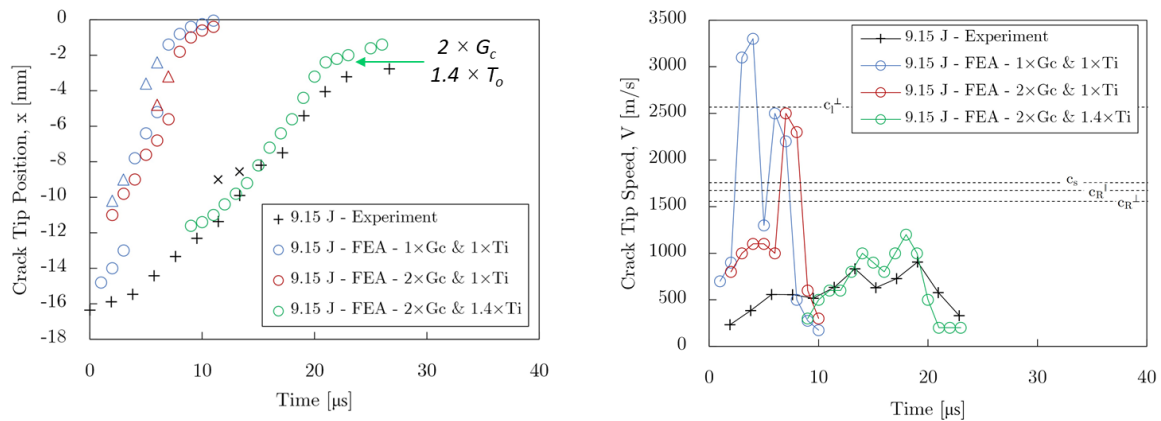 0
-2
-4
-6
-8
-10
-12
-14
-16
-18
Crack Tip Position, x [mm]
2 × Gc
1.4 × To
9.15 J - Experiment
9.15 J - FEA - 1×Gc & 1×Ti
9.15 J - FEA - 2×Gc & 1×Ti
9.15 J - FEA - 2×Gc & 1.4×Ti
0 10 20 30 40
Time [μs]
3500
3000
2500
2000
1500
1000
500
0
Crack Tip Speed, V [m/s]
9.15 J - Experiment
9.15 J - FEA - 1×Gc & 1×Ti
9.15 J - FEA - 2×Gc & 1×Ti
9.15 J - FEA - 2×Gc & 1.4×Ti
cl⊥
cs
cR∥
cR⊥
0 10 20 30 40
Time [μs]